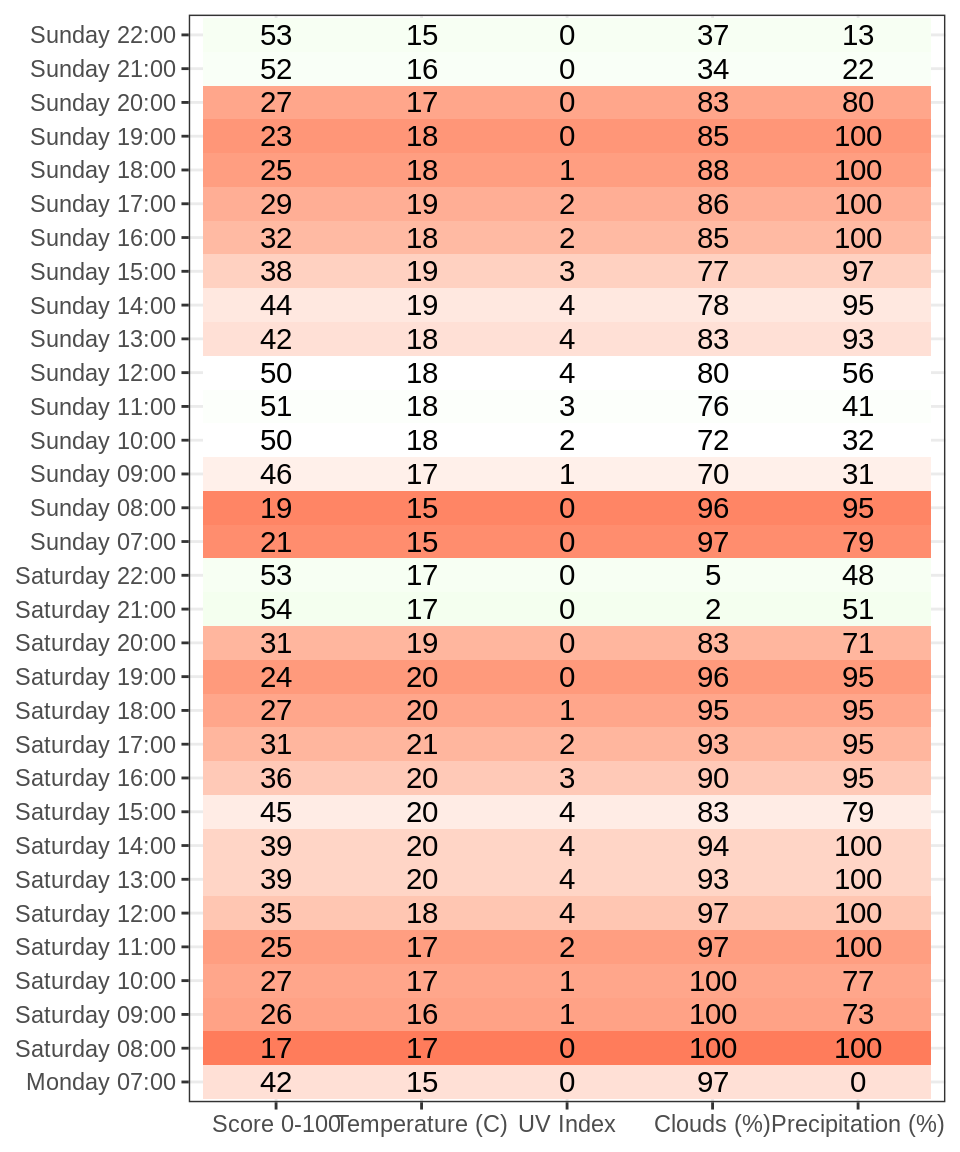 Sunday 22:00 53 15 0 37 13
Sunday 21:00 52 16 0 34 22
Sunday 20:00 27 17 0 83 80
Sunday 19:00 23 18 0 85 100
Sunday 18:00 25 18 1 88 100
Sunday 17:00 29 19 2 86 100
Sunday 16:00 32 18 2 85 100
Sunday 15:00 38 19 3 77 97
Sunday 14:00 44 19 4 78 95
Sunday 13:00 42 18 4 83 93
Sunday 12:00 50 18 4 80 56
Sunday 11:00 51 18 3 76 41
Sunday 10:00 50 18 2 72 32
Sunday 09:00 46 17 1 70 31
Sunday 08:00 19 15 0 96 95
Sunday 07:00 21 15 0 97 79
Saturday 22:00 53 17 0 5 48
Saturday 21:00 54 17 0 2 51
Saturday 20:00 31 19 0 83 71
Saturday 19:00 24 20 0 96 95
Saturday 18:00 27 20 1 95 95
Saturday 17:00 31 21 2 93 95
Saturday 16:00 36 20 3 90 95
Saturday 15:00 45 20 4 83 79
Saturday 14:00 39 20 4 94 100
Saturday 13:00 39 20 4 93 100
Saturday 12:00 35 18 4 97 100
Saturday 11:00 25 17 2 97 100
Saturday 10:00 27 17 1 100 77
Saturday 09:00 26 16 1 100 73
Saturday 08:00 17 17 0 100 100
Monday 07:00 42 15 0 97 0
Score 0-100 Temperature (C) UV Index Clouds (%) Precipitation (%)